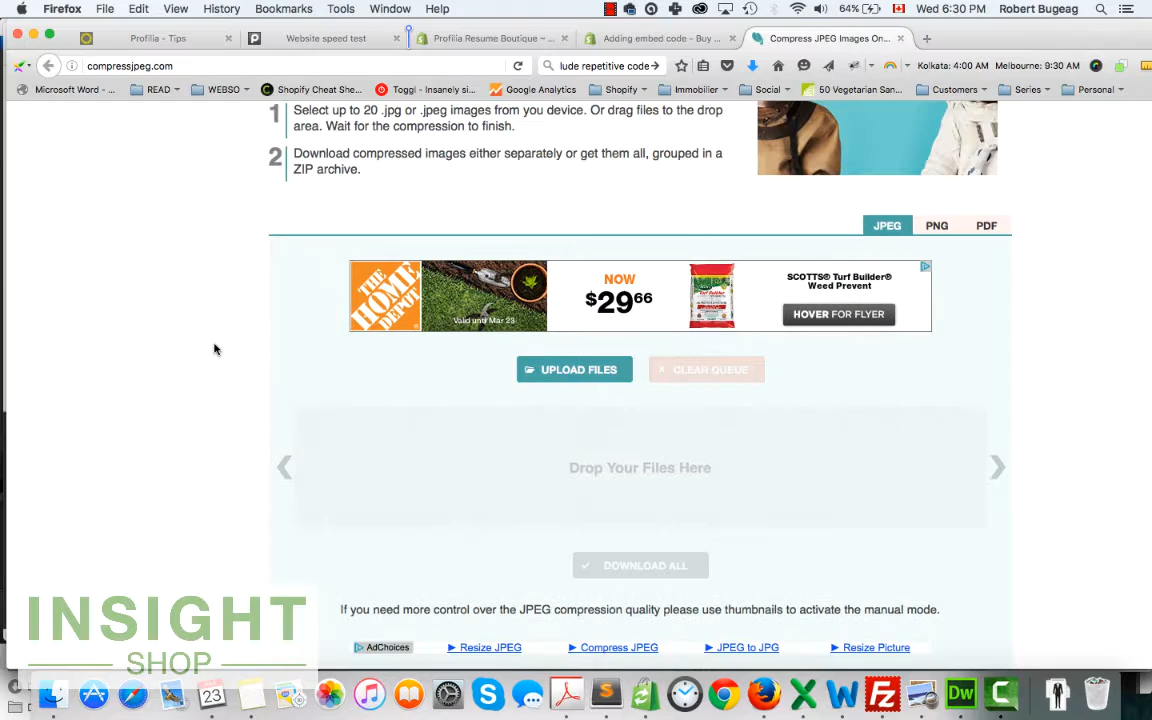 Firefox File Edit View History Bookmarks Tools Window Help 64% Wed 6:30 PM Robert Bugeag
Profilia - Tips Website speed test Profilia Resume Boutique ~ ... Adding embed code – Buy ... Compress JPEG Images On...
compressjpeg.com lude repetitive code Kolkata: 4:00 AM Melbourne: 9:30 AM
Microsoft Word - ... READ WEBSO Shopify Cheat She... Toggl - Insanely si... Google Analytics Shopify Immobilier Social 50 Vegetarian San... Customers Series Personal
1 Select up to 20 .jpg or .jpeg images from you device. Or drag files to the drop
area. Wait for the compression to finish.
2 Download compressed images either separately or get them all, grouped in a
ZIP archive.
JPEG PNG PDF
THE HOME DEPOT
Valid until Mar 23
NOW
$29 66
SCOTTS® Turf Builder®
Weed Prevent
HOVER FOR FLYER
UPLOAD FILES CLEAR QUEUE
Drop Your Files Here
DOWNLOAD ALL
If you need more control over the JPEG compression quality please use thumbnails to activate the manual mode.
AdChoices Resize JPEG Compress JPEG JPEG to JPG Resize Picture
INSIGHT
SHOP
23
Dw